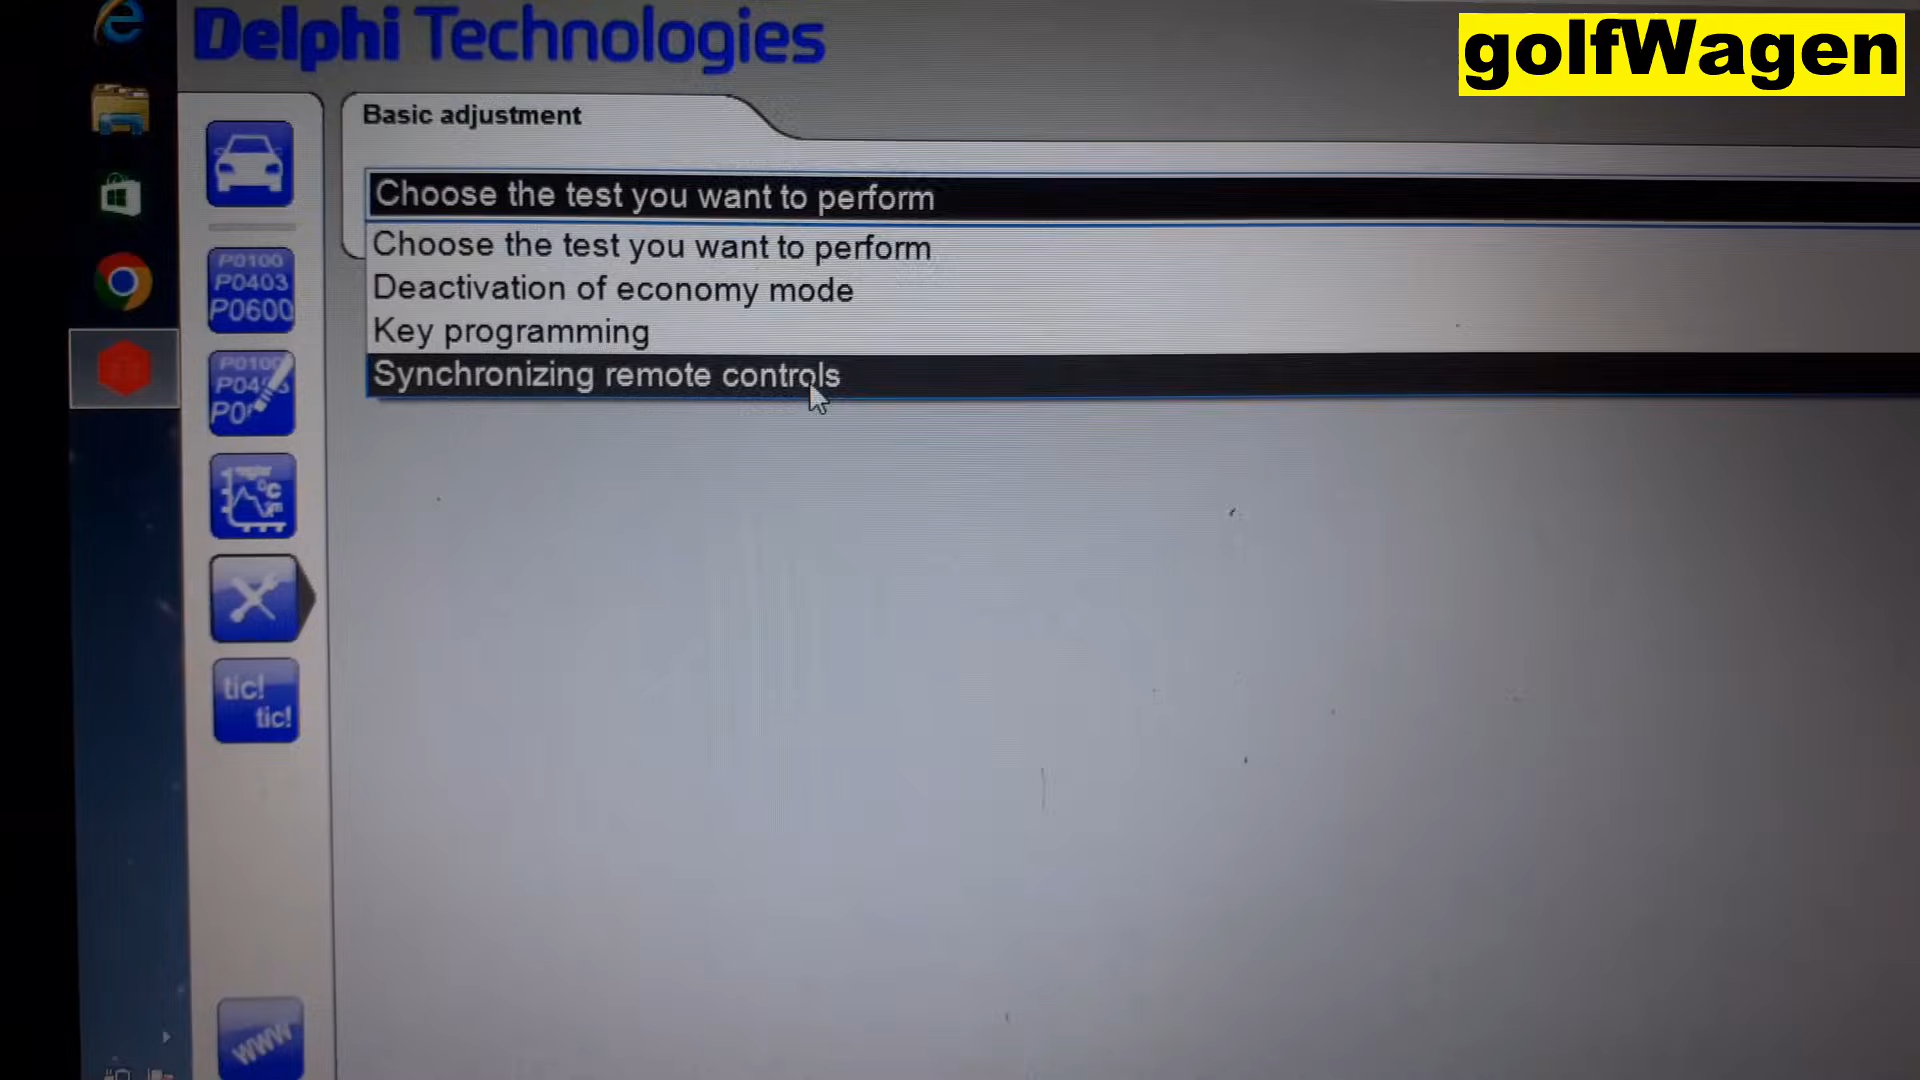 Delphi Technologies
golfWagen
Basic adjustment
Choose the test you want to perform
Choose the test you want to perform
Deactivation of economy mode
Key programming
Synchronizing remote controls
P0100
P0403
P0600
P0100
°C
tic!
tic!
www